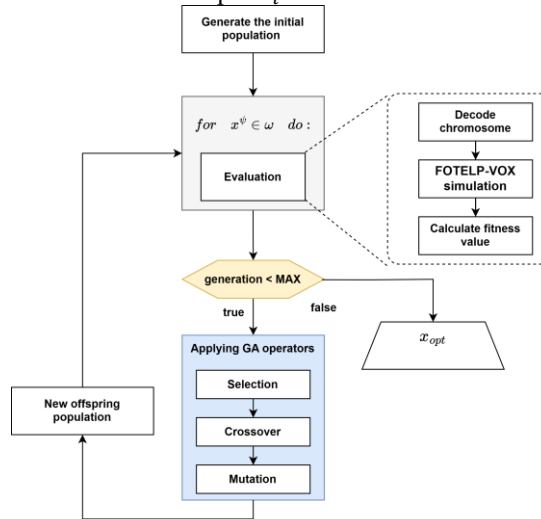 Generate the initial
population
for x^ψ ∈ ω do :
Evaluation
Decode
chromosome
FOTELP-VOX
simulation
Calculate fitness
value
generation < MAX
true
false
x_opt
Applying GA operators
Selection
Crossover
Mutation
New offspring
population